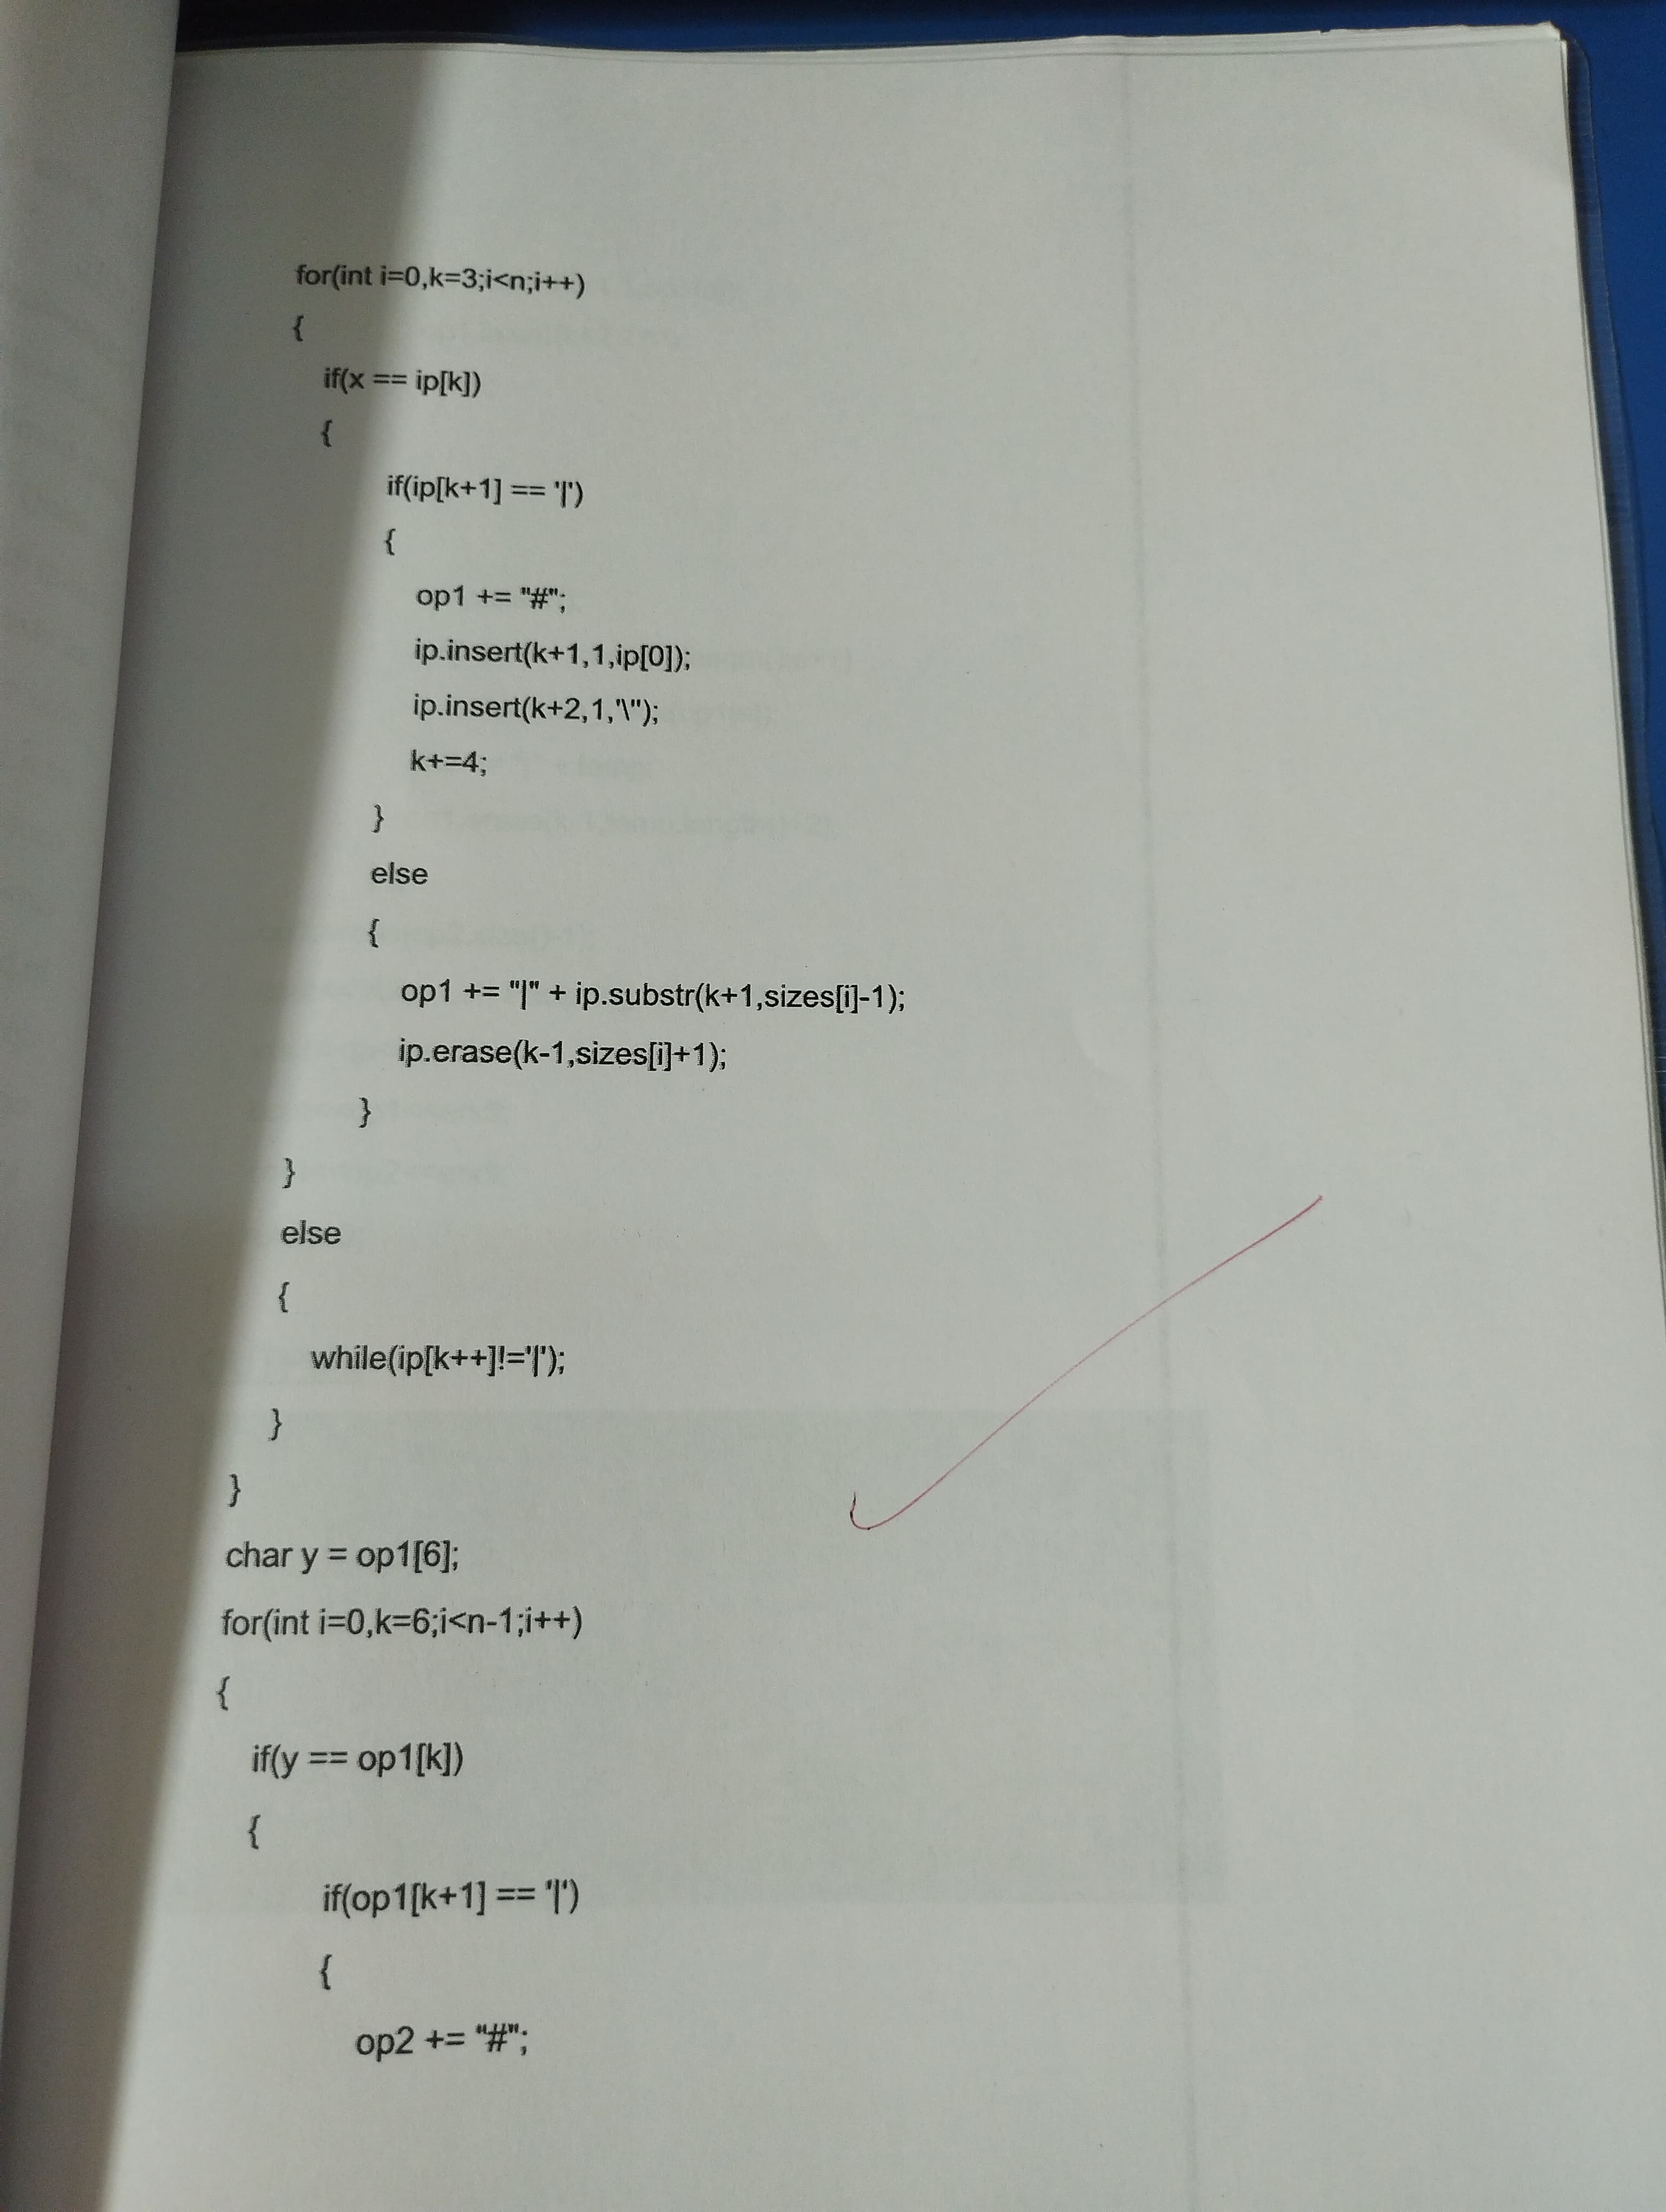 for(int i=0,k=3;i<n;i++)
{
if(x == ip[k])
{
if(ip[k+1] == '|')
{
op1 += "#";
ip.insert(k+1,1,ip[0]);
ip.insert(k+2,1,'\'');
k+=4;
}
else
{
op1 += "|" + ip.substr(k+1,sizes[i]-1);
ip.erase(k-1,sizes[i]+1);
}
}
else
{
while(ip[k++]!='|');
}
}
char y = op1[6];
for(int i=0,k=6;i<n-1;i++)
{
if(y == op1[k])
{
if(op1[k+1] == '|')
{
op2 += "#";